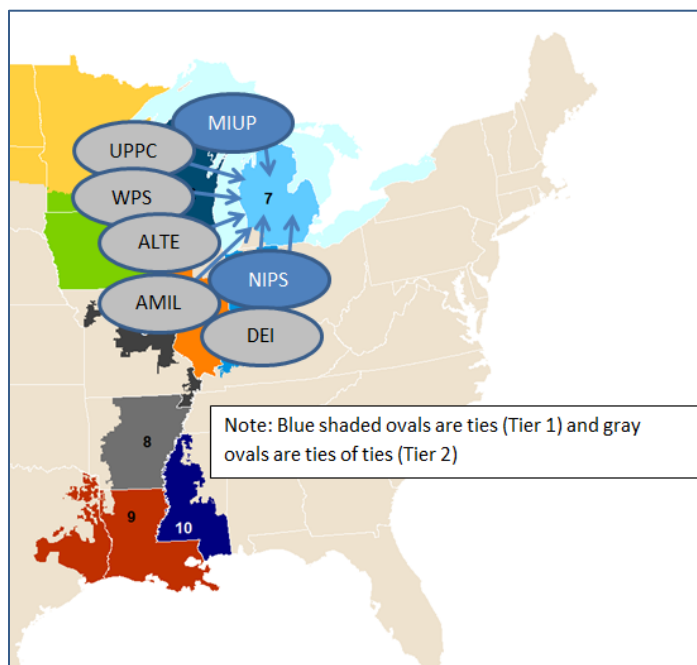 MIUP
UPPC
WPS
7
ALTE
NIPS
AMIL
DEI
Note: Blue shaded ovals are ties (Tier 1) and gray
ovals are ties of ties (Tier 2)
8
9
10